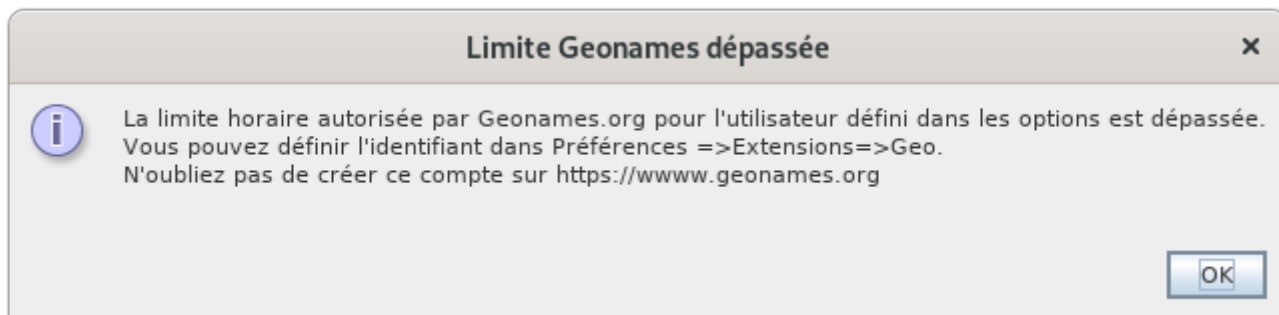 Limite Geonames dépassée
La limite horaire autorisée par Geonames.org pour l'utilisateur défini dans les options est dépassée.
Vous pouvez définir l'identifiant dans Préférences =>Extensions=>Geo.
N'oubliez pas de créer ce compte sur https://wwww.geonames.org
OK